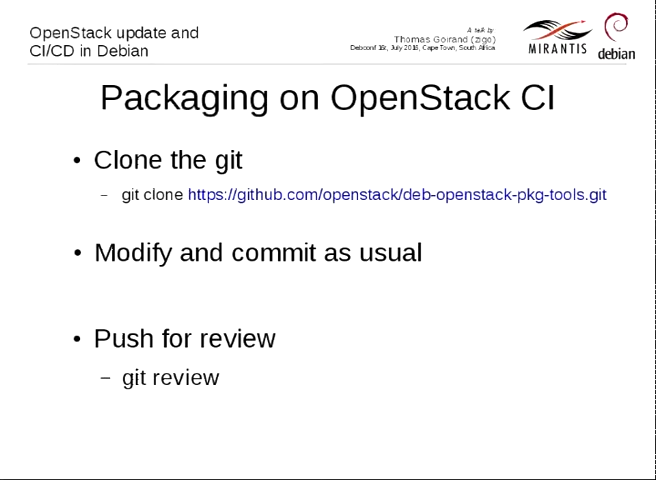 OpenStack update and
CI/CD in Debian
A talk by
Thomas Goirand (zigo)
Debconf 16, July 2016, Cape Town, South Africa
MIRANTIS
debian
Packaging on OpenStack CI
• Clone the git
– git clone https://github.com/openstack/deb-openstack-pkg-tools.git
• Modify and commit as usual
• Push for review
– git review